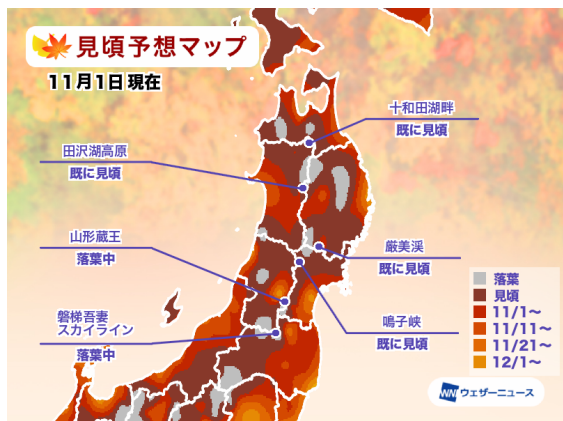 見頃予想マップ
11月1日 現在
十和田湖畔
既に見頃
田沢湖高原
既に見頃
山形蔵王
落葉中
厳美渓
既に見頃
磐梯吾妻
スカイライン
落葉中
鳴子峡
既に見頃
落葉
見頃
11/1〜
11/11〜
11/21〜
12/1〜
WNI ウェザーニュース